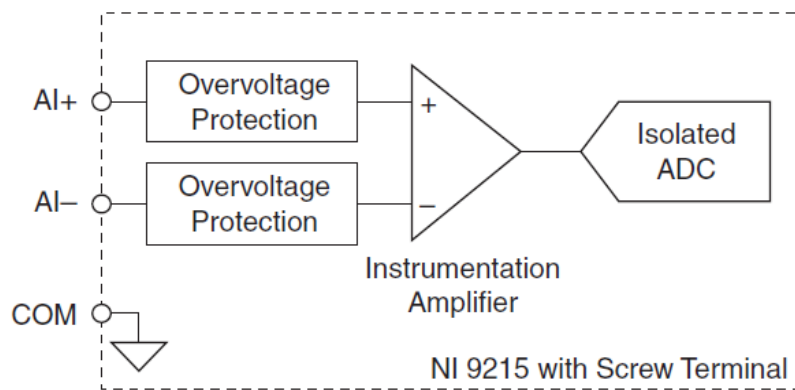 AI+
Overvoltage
Protection
+
Isolated
ADC
AI–
Overvoltage
Protection
–
Instrumentation
Amplifier
COM
NI 9215 with Screw Terminal